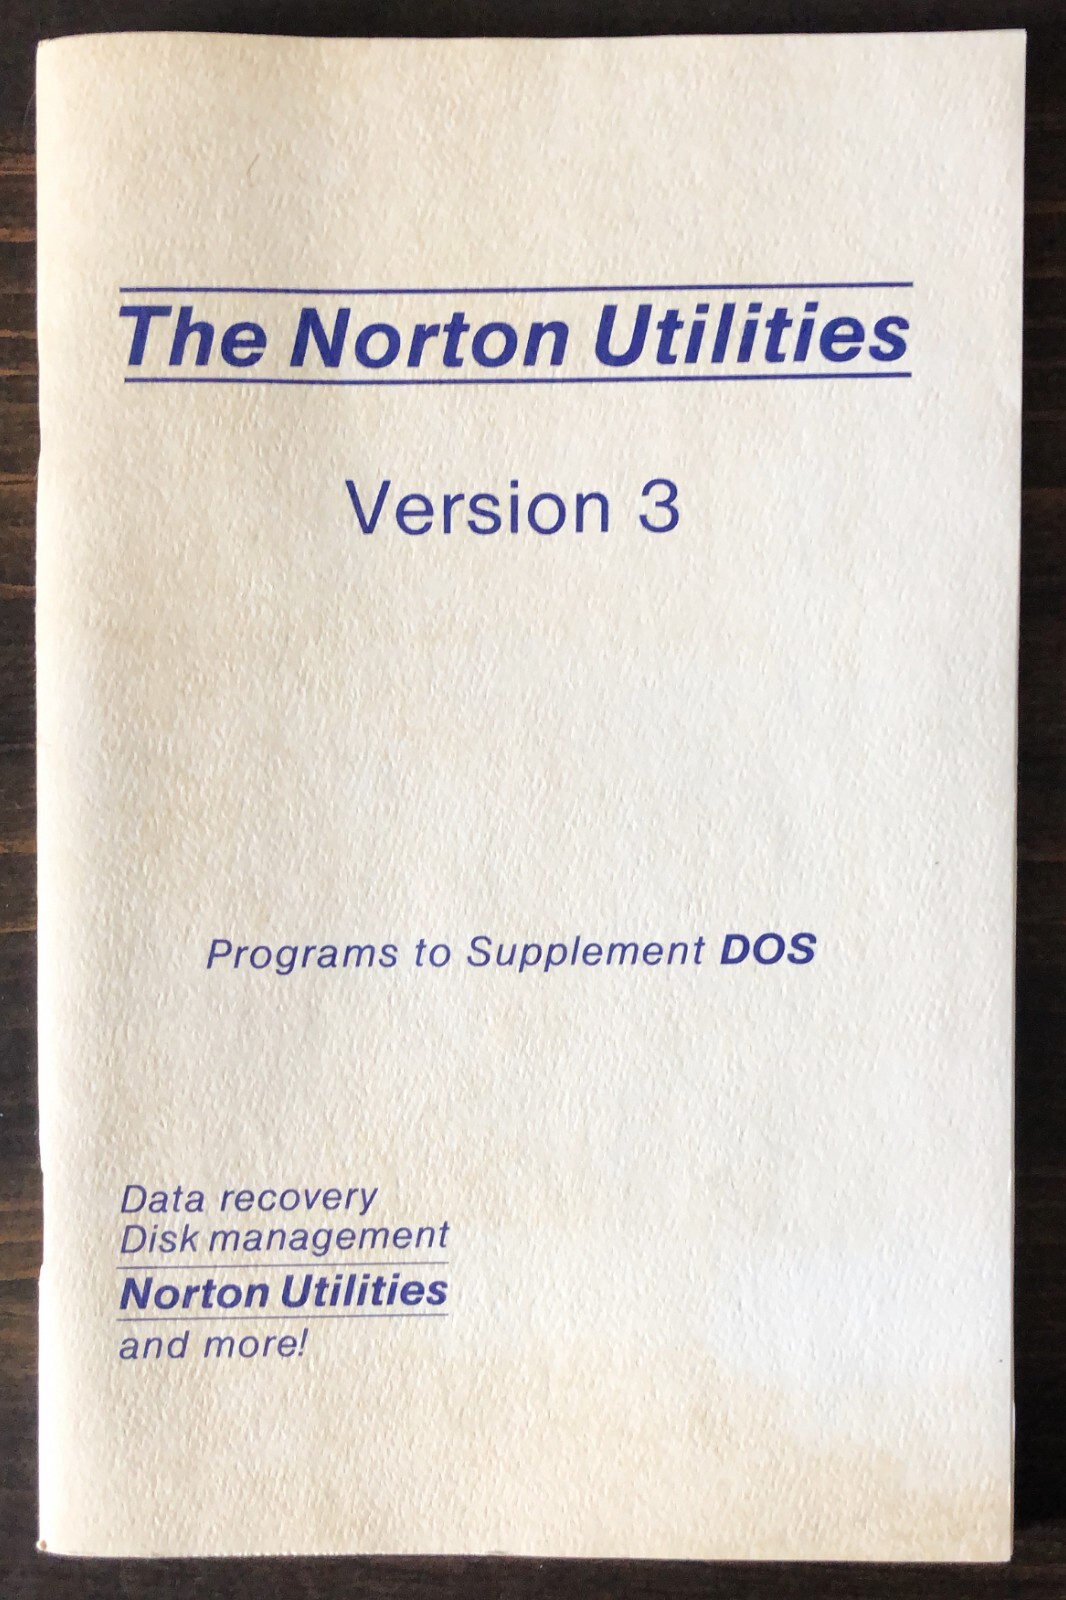 The Norton Utilities
Version 3
Programs to Supplement DOS
Data recovery
Disk management
Norton Utilities
and more!